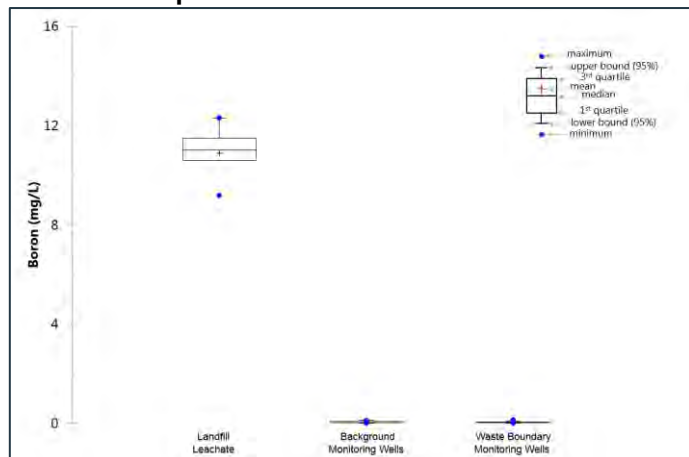 16
12
8
4
0
Boron (mg/L)
maximum
upper bound (95%)
3rd quartile
mean
median
1st quartile
lower bound (95%)
minimum
Landfill
Leachate
Background
Monitoring Wells
Waste Boundary
Monitoring Wells